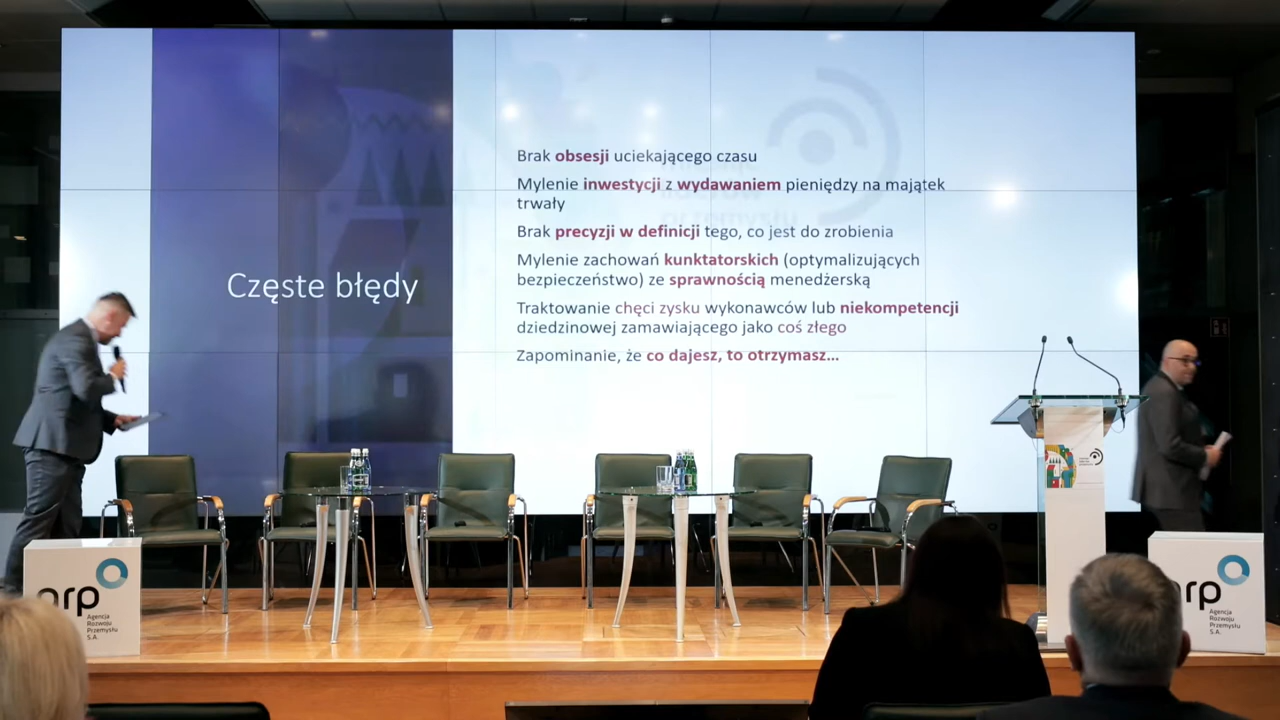 Brak obsesji uciekającego czasu
Mylenie inwestycji z wydawaniem pieniędzy na majątek
trwały
Brak precyzji w definicji tego, co jest do zrobienia
Mylenie zachowań kunktatorskich (optymalizujących
bezpieczeństwo) ze sprawnością menedżerską
Częste błędy
Traktowanie chęci zysku wykonawców lub niekompetencji
dziedzinowej zamawiającego jako coś złego
Zapominanie, że co dajesz, to otrzymasz...
arp
Agencja
Rozwoju
Przemysłu
S.A.
arp
Agencja
Rozwoju
Przemysłu
S.A.